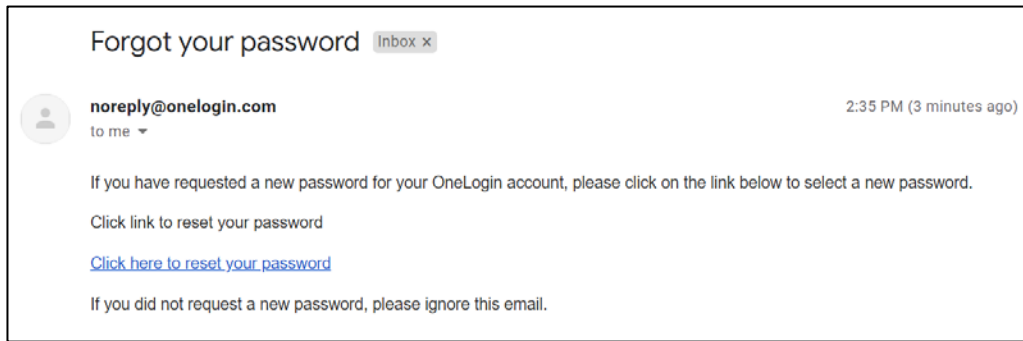 Forgot your password Inbox x
noreply@onelogin.com 2:35 PM (3 minutes ago)
to me
If you have requested a new password for your OneLogin account, please click on the link below to select a new password.
Click link to reset your password
Click here to reset your password
If you did not request a new password, please ignore this email.